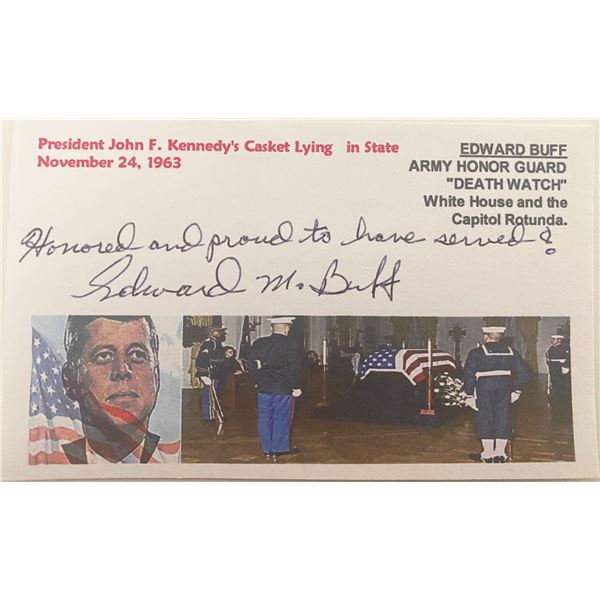 President John F. Kennedy's Casket Lying in State
November 24, 1963
EDWARD BUFF
ARMY HONOR GUARD
"DEATH WATCH"
White House and the
Capitol Rotunda.
Honored and proud to have served!
Edward M. Buff